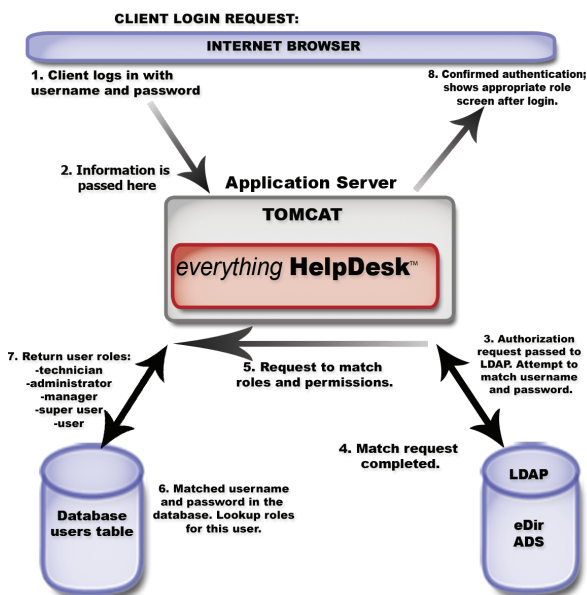 CLIENT LOGIN REQUEST:
INTERNET BROWSER
1. Client logs in with
username and password
8. Confirmed authentication;
shows appropriate role
screen after login.
2. Information is
passed here
Application Server
TOMCAT
everything HelpDesk™
3. Authorization
request passed to
LDAP. Attempt to
match username
and password.
7. Return user roles:
-technician
-administrator
-manager
-super user
-user
5. Request to match
roles and permissions.
4. Match request
completed.
6. Matched username
and password in the
database. Lookup roles
for this user.
Database
users table
LDAP
eDir
ADS